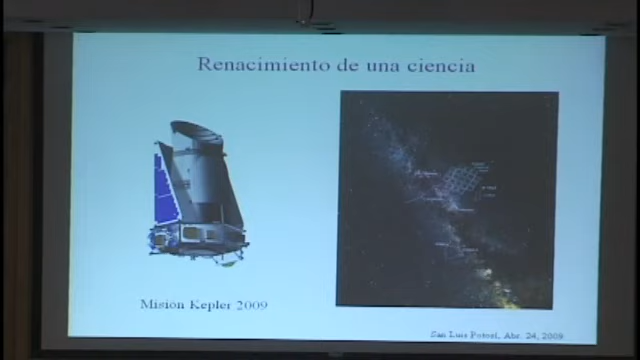 Renacimiento de una ciencia
Misión Kepler 2009
San Luis Potosí, Abr. 24, 2009